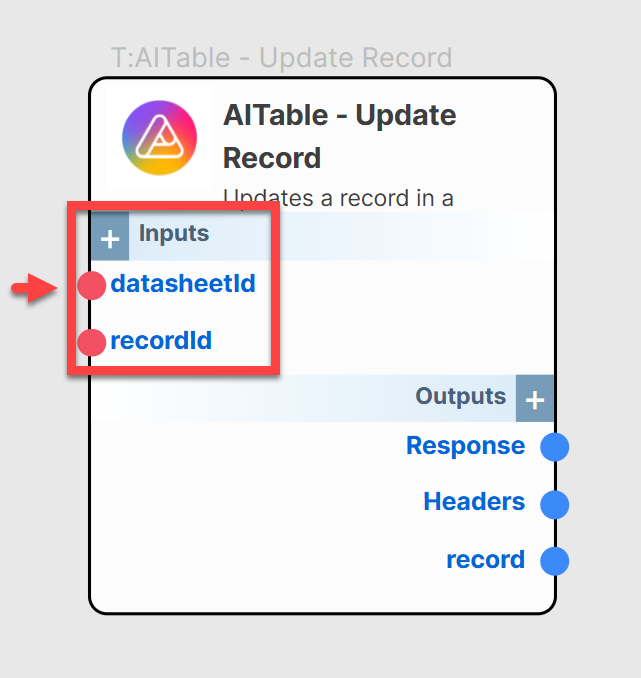 T:AITable - Update Record
AITable - Update
Record
Updates a record in a
+ Inputs
datasheetId
recordId
Outputs +
Response
Headers
record